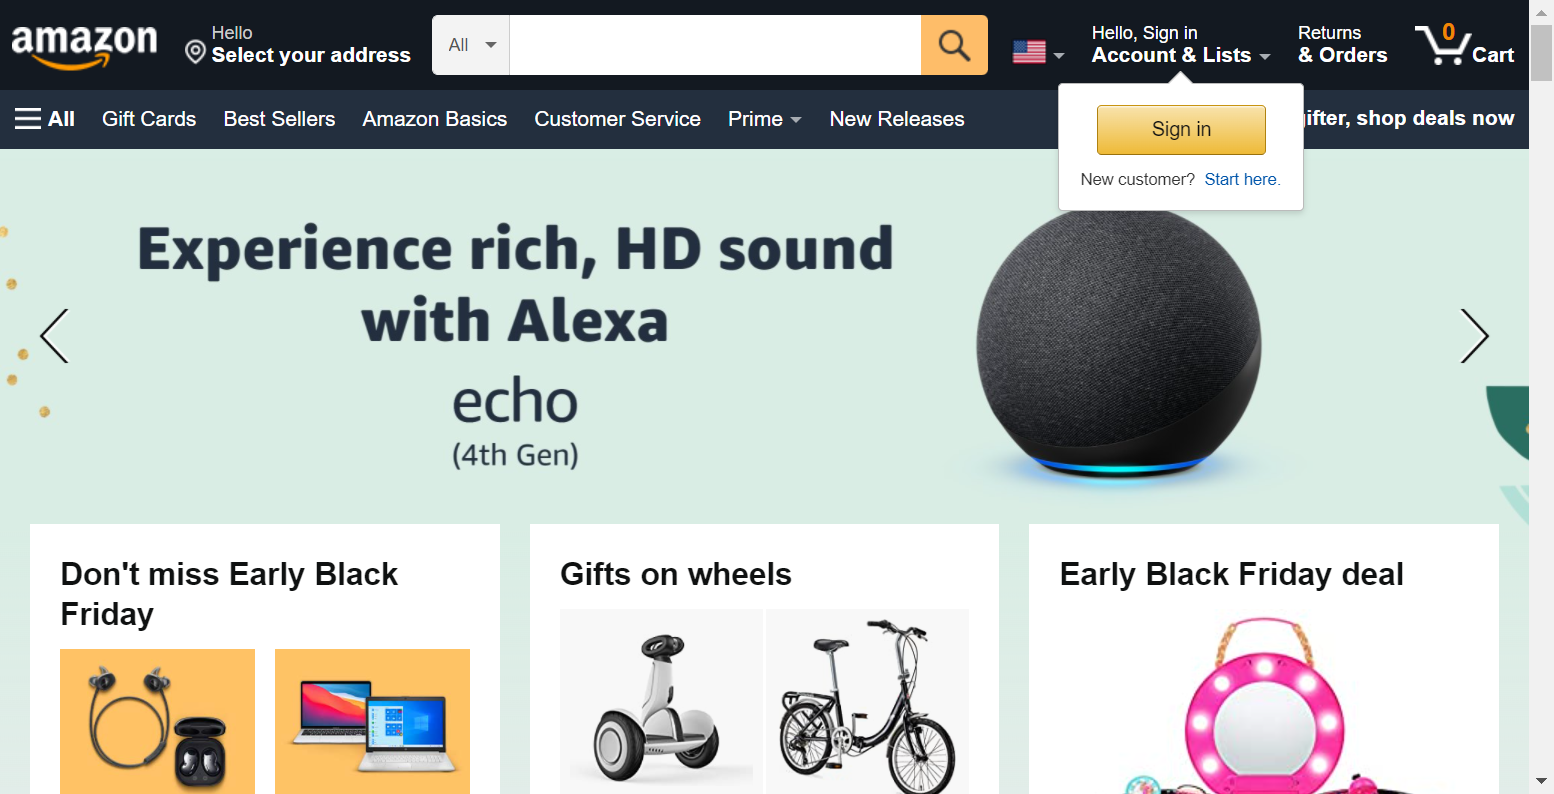 amazon
Hello
Select your address
All
Hello, Sign in
Account & Lists
Returns
& Orders
0
Cart
All
Gift Cards
Best Sellers
Amazon Basics
Customer Service
Prime
New Releases
ifter, shop deals now
Sign in
New customer? Start here.
Experience rich, HD sound
with Alexa
echo
(4th Gen)
Don't miss Early Black
Friday
Gifts on wheels
Early Black Friday deal